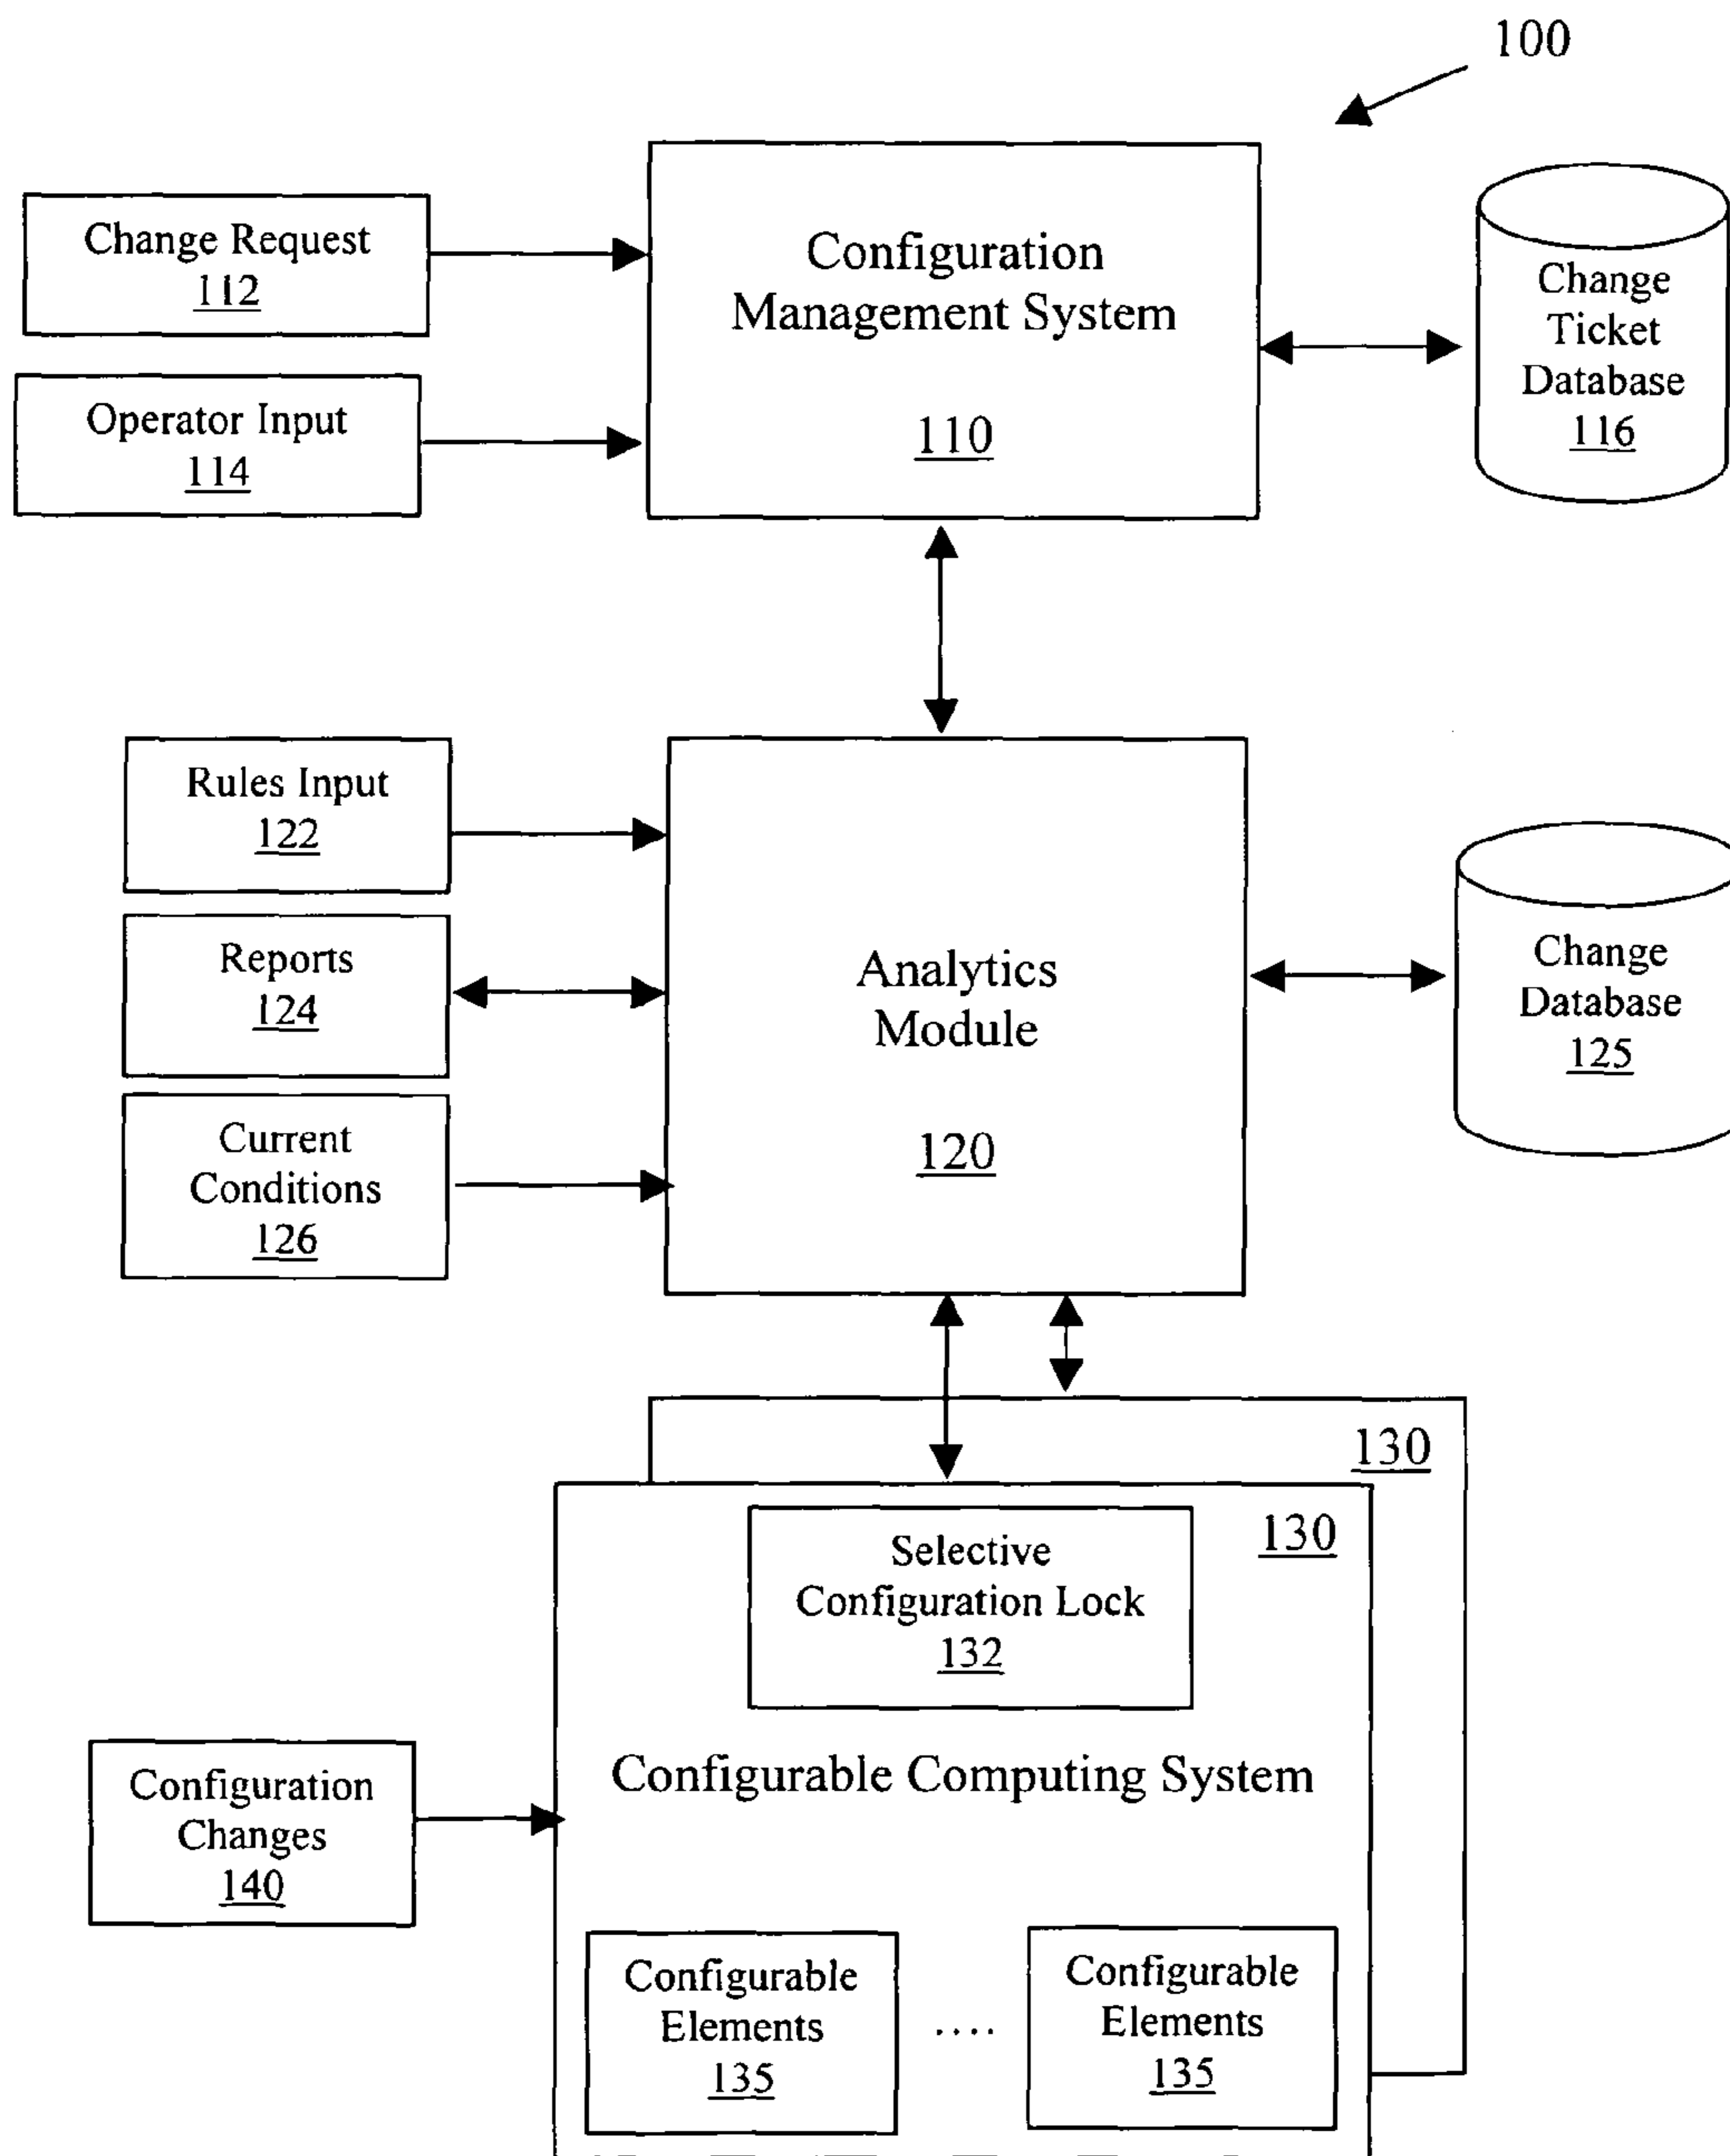 100
Change Request
112
Configuration
Management System
110
Change
Ticket
Database
116
Operator Input
114
Rules Input
122
Reports
124
Current
Conditions
126
Analytics
Module
120
Change
Database
125
130
130
Selective
Configuration Lock
132
Configurable Computing System
Configuration
Changes
140
Configurable
Elements
135
....
Configurable
Elements
135